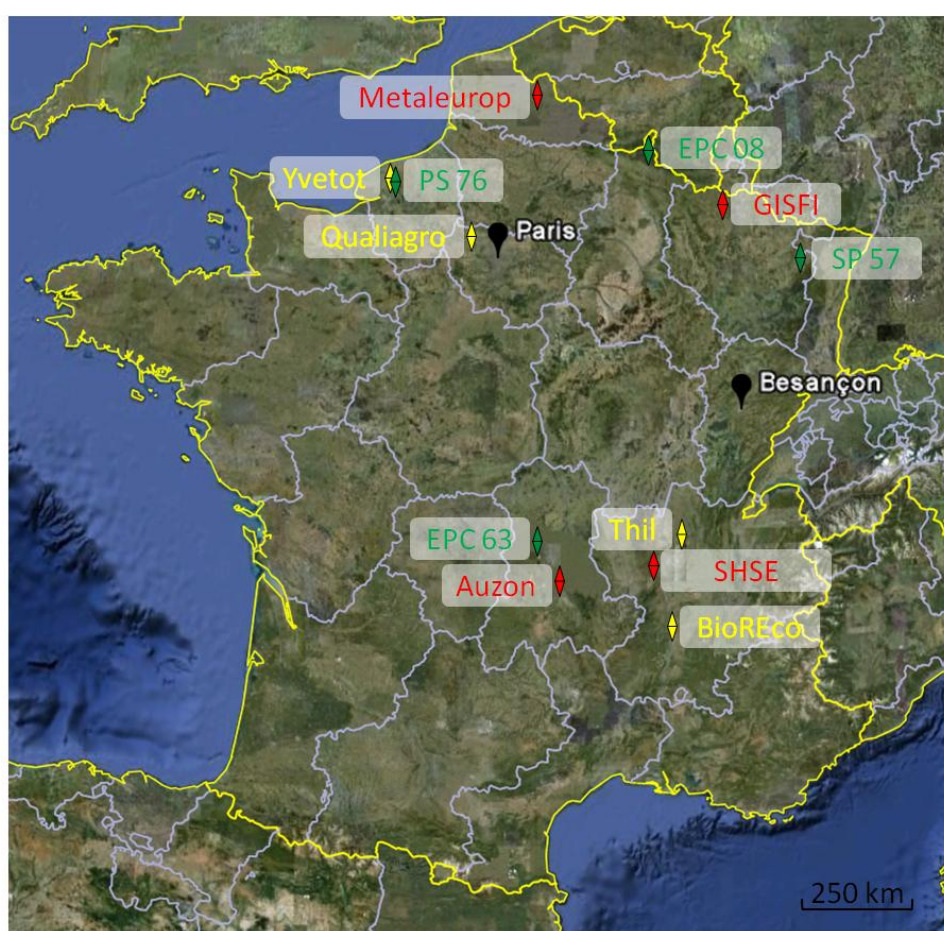 Metaleurop
EPC 08
Yvetot
PS 76
GISFI
Qualiagro
Paris
SP 57
Besançon
Thil
EPC 63
SHSE
Auzon
BioREco
250 km